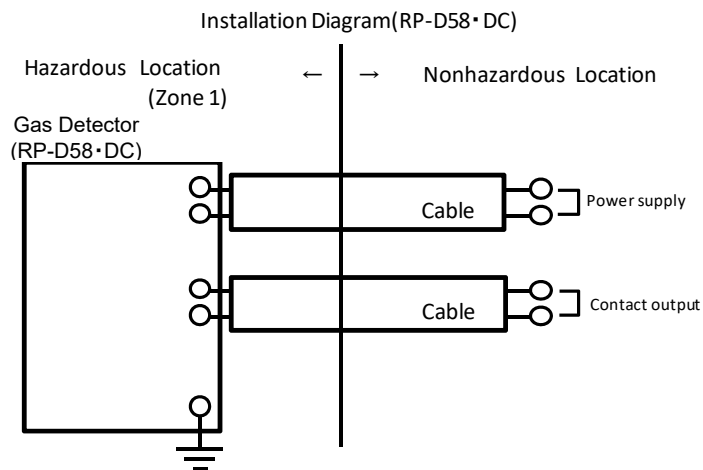 Installation Diagram(RP-D58・DC)
Hazardous Location
(Zone 1)
← →
Nonhazardous Location
Gas Detector
(RP-D58・DC)
Cable
Power supply
Cable
Contact output